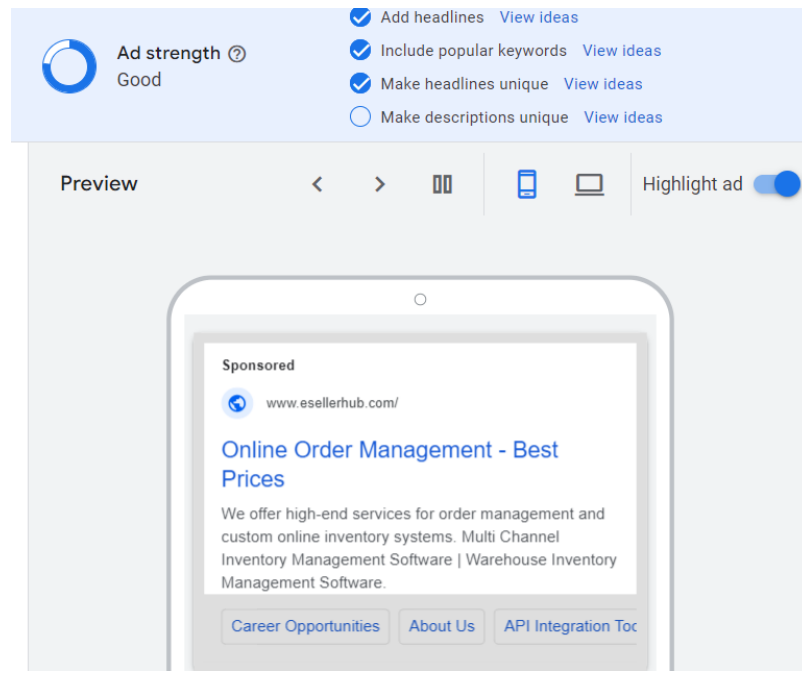 Add headlines View ideas
Ad strength
Good
Include popular keywords View ideas
Make headlines unique View ideas
Make descriptions unique View ideas
Preview
Highlight ad
Sponsored
www.esellerhub.com/
Online Order Management - Best
Prices
We offer high-end services for order management and
custom online inventory systems. Multi Channel
Inventory Management Software | Warehouse Inventory
Management Software.
Career Opportunities About Us API Integration